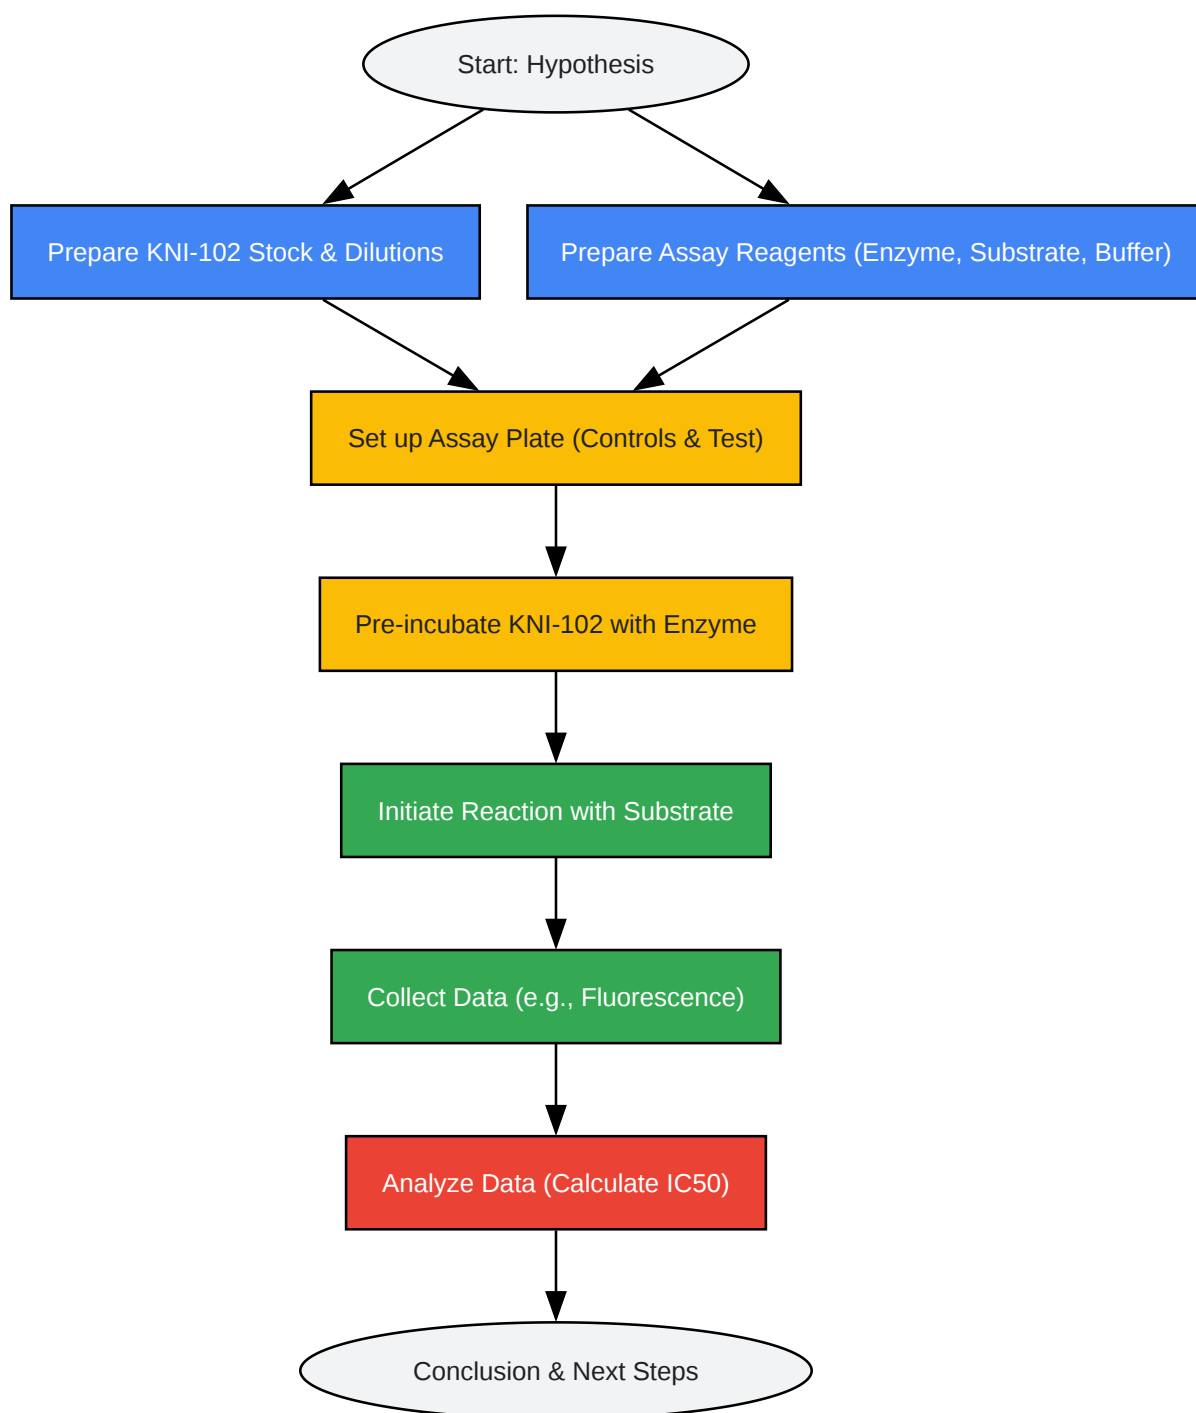 Start: Hypothesis
Prepare KNI-102 Stock & Dilutions
Prepare Assay Reagents (Enzyme, Substrate, Buffer)
Set up Assay Plate (Controls & Test)
Pre-incubate KNI-102 with Enzyme
Initiate Reaction with Substrate
Collect Data (e.g., Fluorescence)
Analyze Data (Calculate IC50)
Conclusion & Next Steps